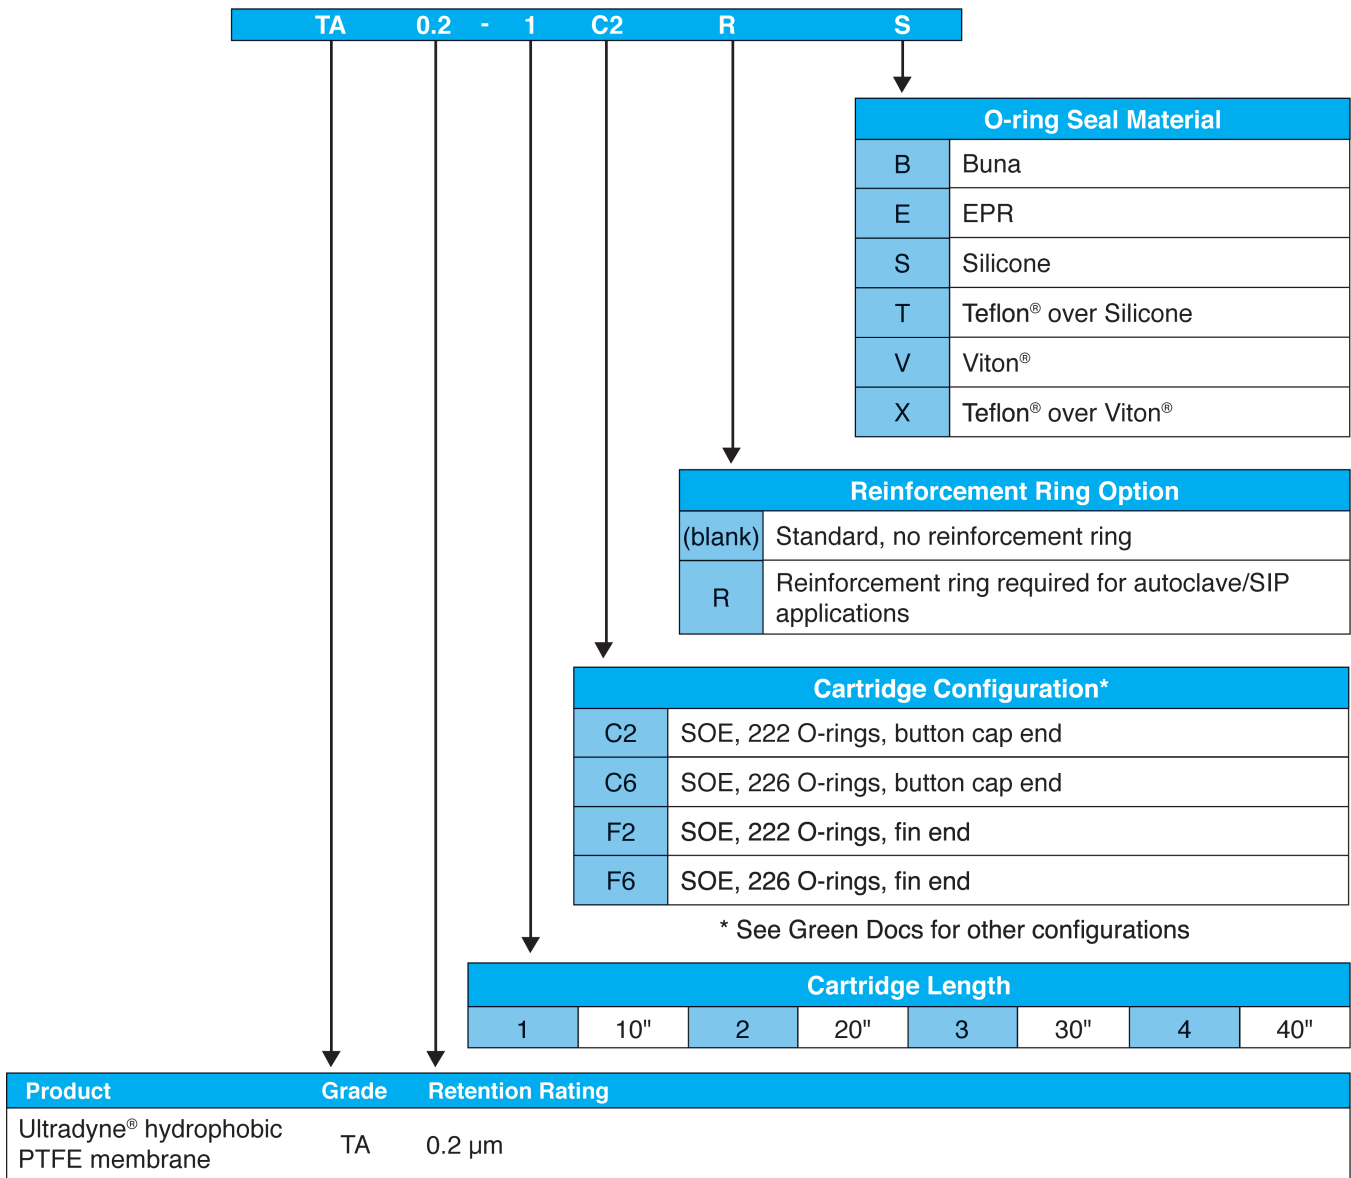 TA 0.2 - 1 C2 R S
O-ring Seal Material
B Buna
E EPR
S Silicone
T Teflon® over Silicone
V Viton®
X Teflon® over Viton®
Reinforcement Ring Option
(blank) Standard, no reinforcement ring
R Reinforcement ring required for autoclave/SIP
applications
Cartridge Configuration*
C2 SOE, 222 O-rings, button cap end
C6 SOE, 226 O-rings, button cap end
F2 SOE, 222 O-rings, fin end
F6 SOE, 226 O-rings, fin end
* See Green Docs for other configurations
Cartridge Length
1 10" 2 20" 3 30" 4 40"
Product Grade Retention Rating
Ultradyne® hydrophobic
PTFE membrane TA 0.2 µm